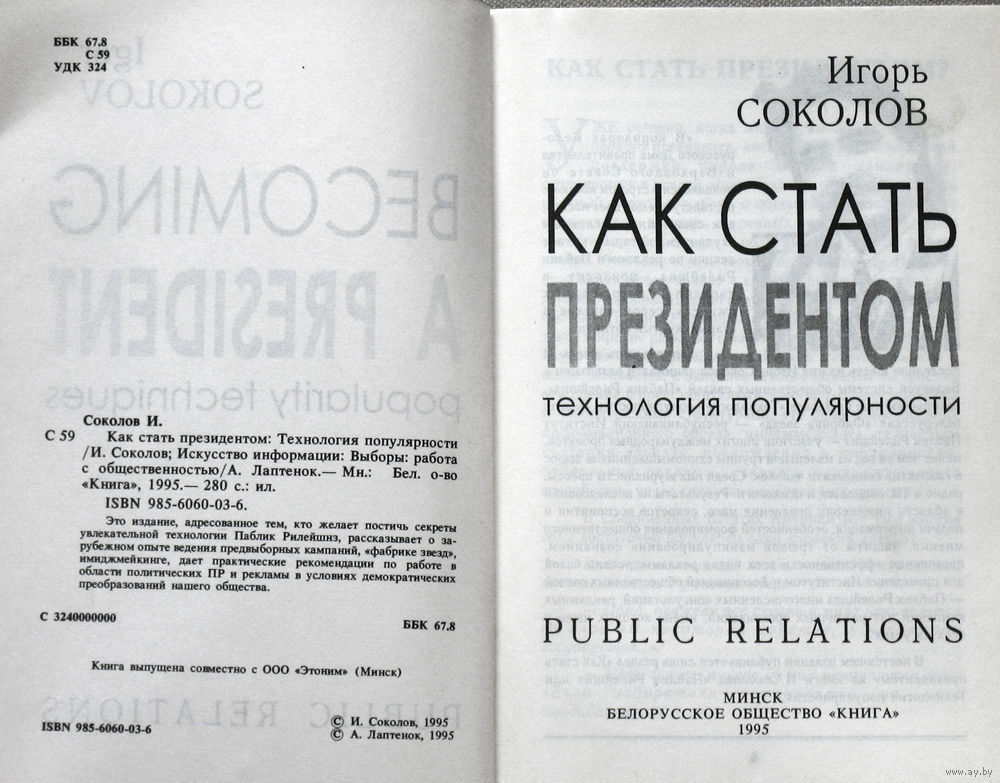 ББК 67.8
С 59
УДК 324
Соколов И.
С 59 Как стать президентом: Технология популярности
/И. Соколов; Искусство информации: Выборы: работа
с общественностью/А. Лаптенок.— Мн.: Бел. о-во
«Книга», 1995.— 280 с.: ил.
ISBN 985-6060-03-6.
Это издание, адресованное тем, кто желает постичь секреты
увлекательной технологии Паблик Рилейшнз, рассказывает о за-
рубежном опыте ведения предвыборных кампаний, «фабрике звезд»,
имиджмейкинге, дает практические рекомендации по работе в
области политических ПР и рекламы в условиях демократических
преобразований нашего общества.
С 3240000000
ББК 67.8
Книга выпущена совместно с ООО «Этоним» (Минск)
ISBN 985-6060-03-6
© И. Соколов, 1995
© А. Лаптенок, 1995
Игорь
СОКОЛОВ
КАК СТАТЬ
ПРЕЗИДЕНТОМ
технология популярности
PUBLIC RELATIONS
МИНСК
БЕЛОРУССКОЕ ОБЩЕСТВО «КНИГА»
1995
www.ay.by